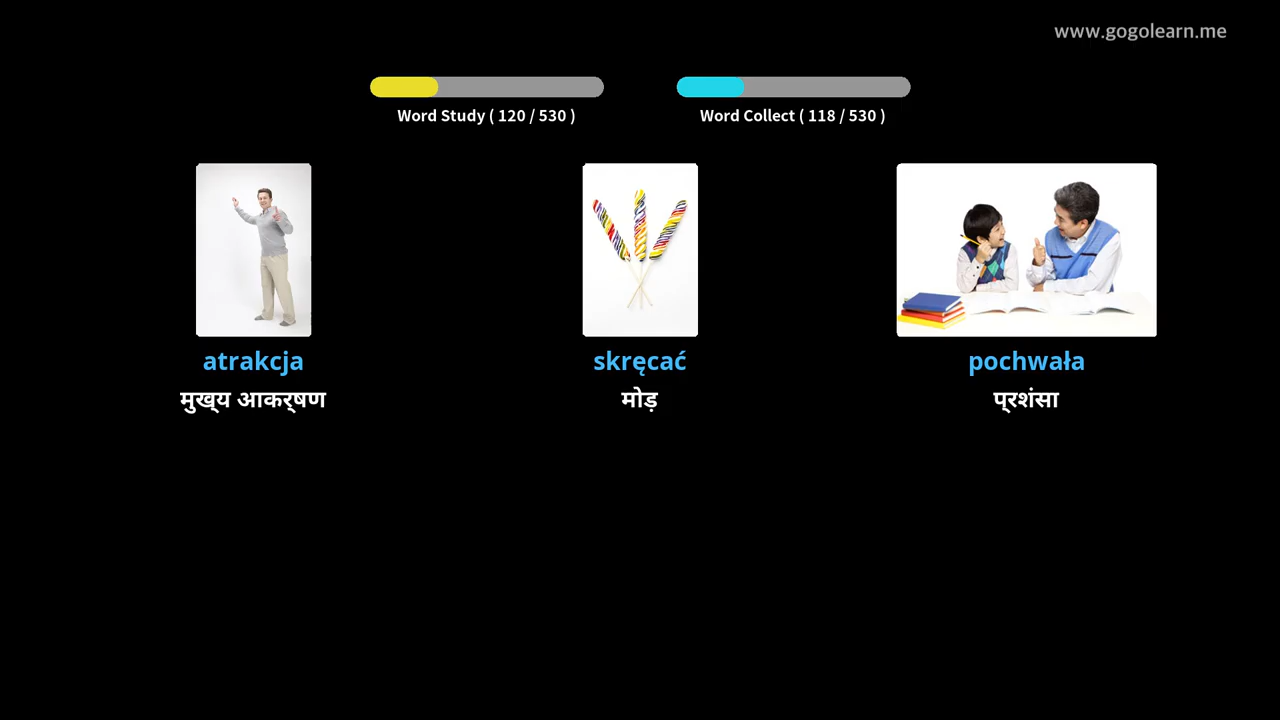 www.gogolearn.me
Word Study ( 120 / 530 )
Word Collect ( 118 / 530 )
atrakcja
skręcać
pochwała
मुख्य आकर्षण
मोड़
प्रशंसा